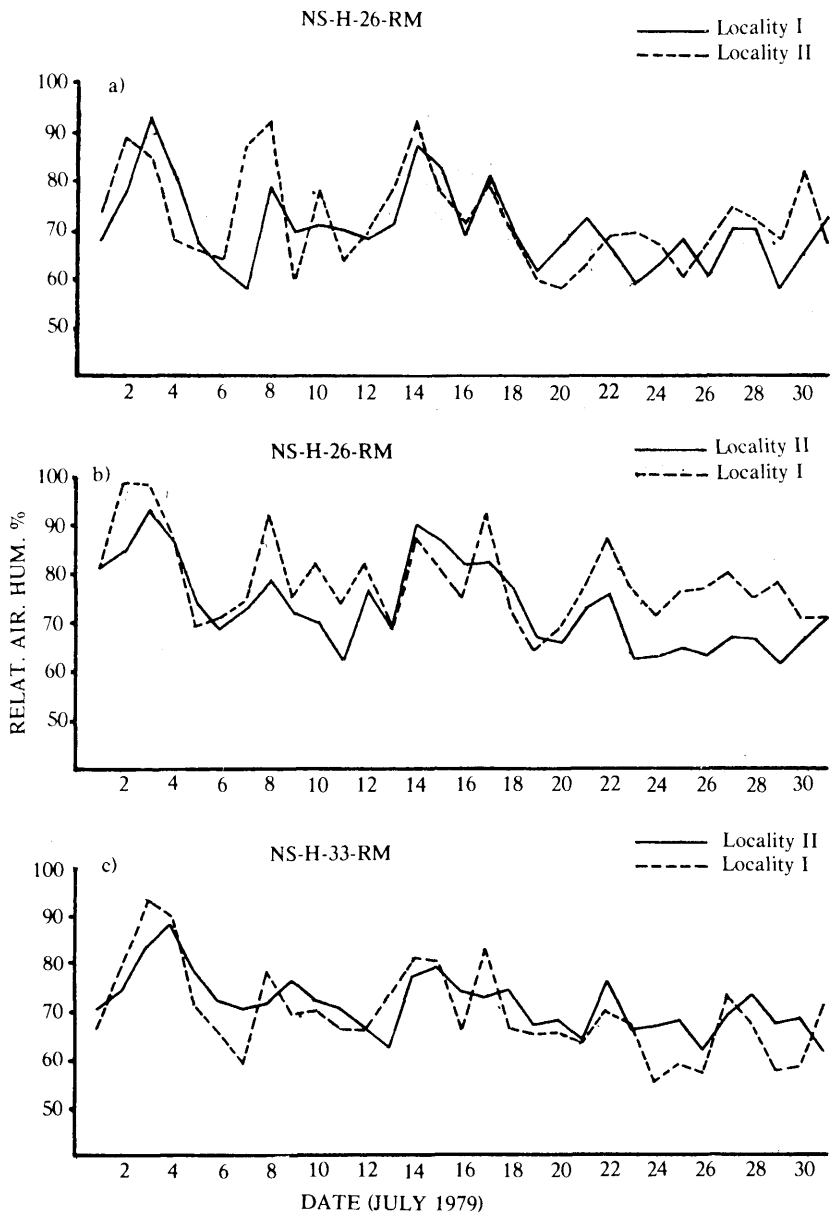 NS-H-26-RM
Locality I
Locality II
a)
100
90
80
70
60
50
2 4 6 8 10 12 14 16 18 20 22 24 26 28 30
NS-H-26-RM
Locality II
Locality I
b)
100
90
80
70
60
50
2 4 6 8 10 12 14 16 18 20 22 24 26 28 30
RELAT. AIR. HUM. %
NS-H-33-RM
Locality II
Locality I
c)
100
90
80
70
60
50
2 4 6 8 10 12 14 16 18 20 22 24 26 28 30
DATE (JULY 1979)